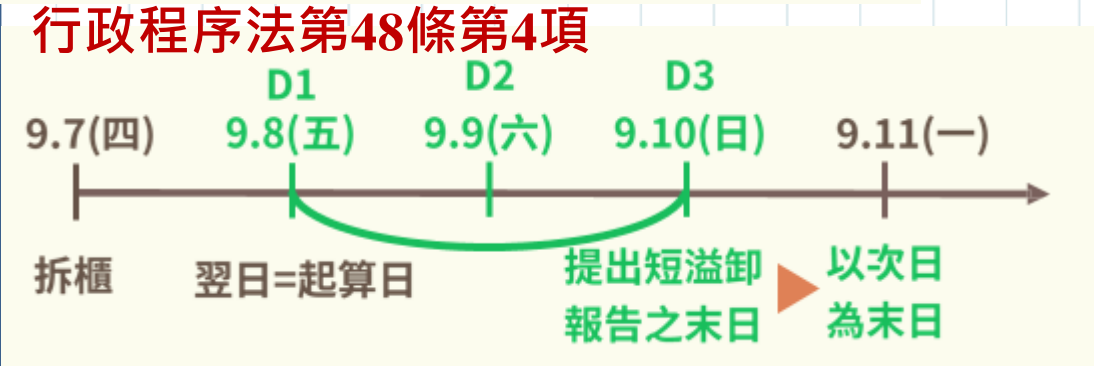 行政程序法第48條第4項
D1 D2 D3
9.7(四) 9.8(五) 9.9(六) 9.10(日) 9.11(一)
拆櫃
翌日=起算日
提出短溢卸
報告之末日
以次日
為末日